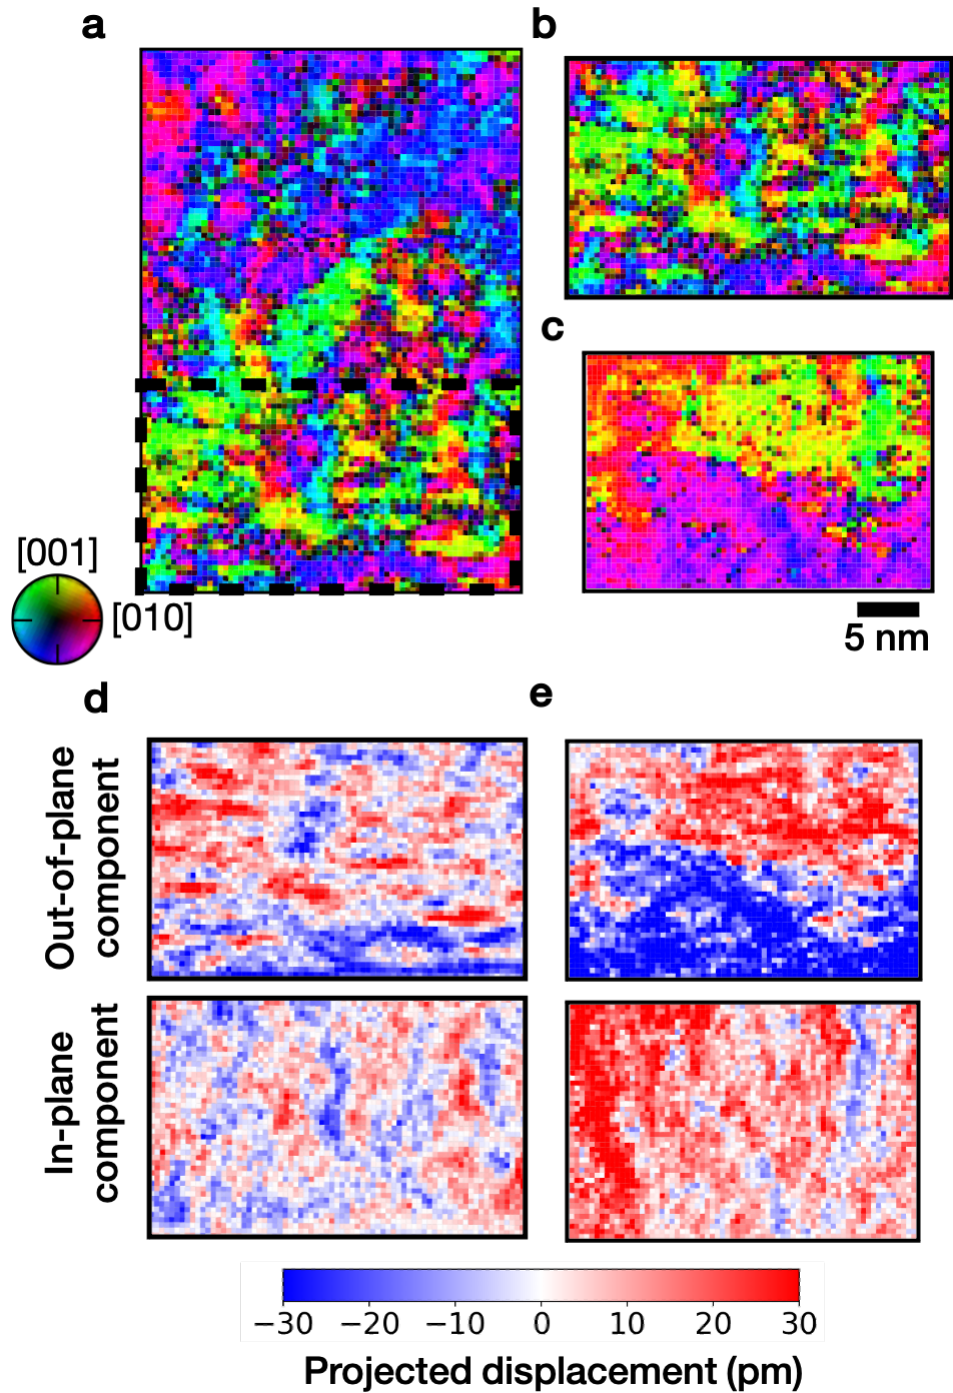 a
b
c
[001]
[010]
5 nm
d
e
Out-of-plane
component
In-plane
component
−30 −20 −10 0 10 20 30
Projected displacement (pm)